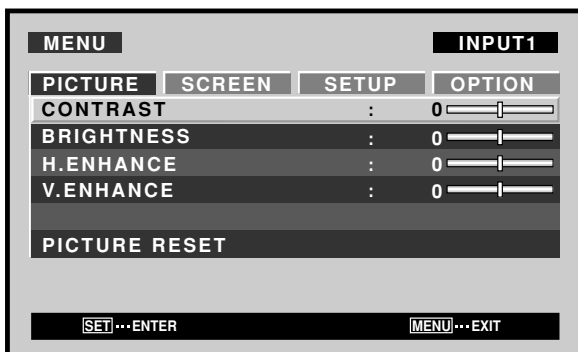 MENU INPUT1
PICTURE SCREEN SETUP OPTION
CONTRAST : 0
BRIGHTNESS : 0
H.ENHANCE : 0
V.ENHANCE : 0
PICTURE RESET
SET ··· ENTER MENU ··· EXIT